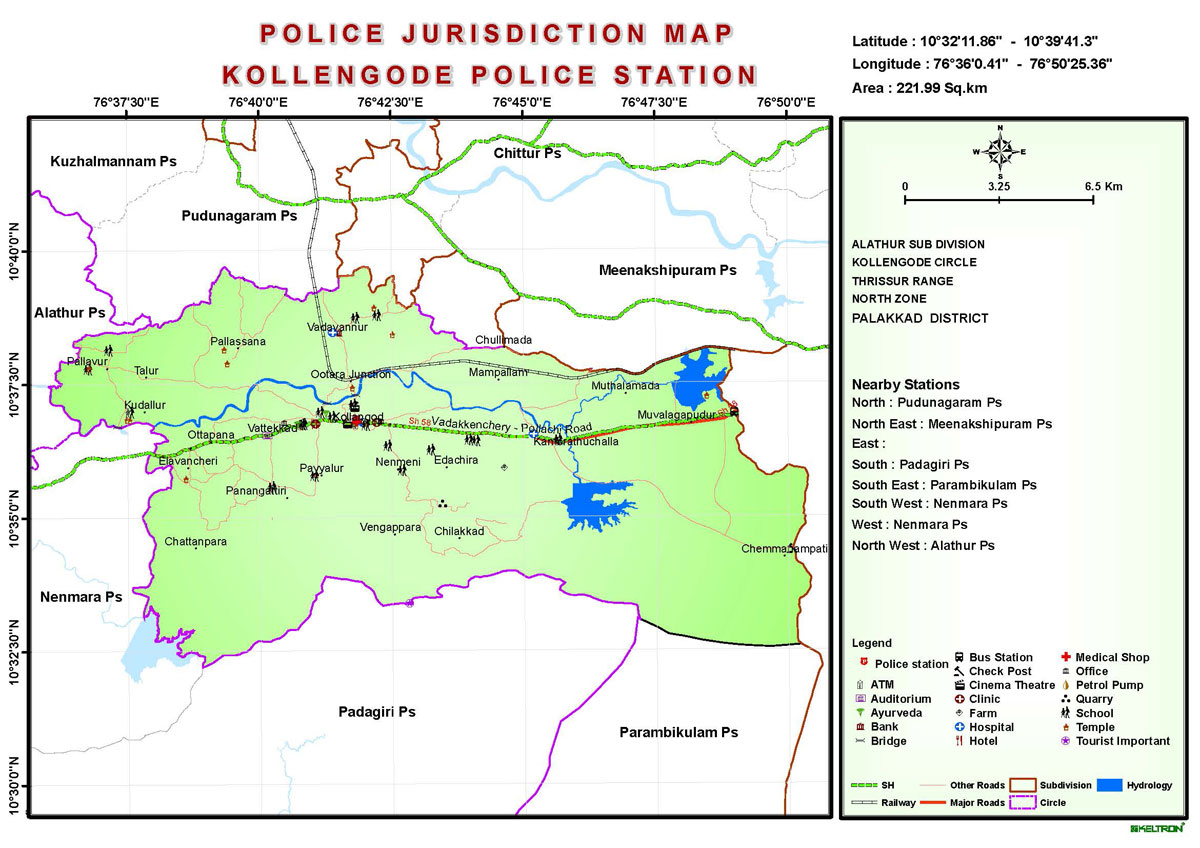 POLICE JURISDICTION MAP
KOLLENGODE POLICE STATION
Latitude : 10°32'11.86" - 10°39'41.3"
Longitude : 76°36'0.41" - 76°50'25.36"
Area : 221.99 Sq.km
76°37'30"E
76°40'0"E
76°42'30"E
76°45'0"E
76°47'30"E
76°50'0"E
10°40'0"N
10°37'30"N
10°35'0"N
10°32'30"N
10°30'0"N
Kuzhalmannam Ps
Chittur Ps
Pudunagaram Ps
Meenakshipuram Ps
Alathur Ps
Vadavannur
Pallassana
Chullimada
Pallavur
Talur
Ootara Junction
Mampallam
Muthalamada
Kudallur
Kollangod
Muvalagapudur
Sh 58
Sh 58
Vadakkenchery - Pollach Road
Vattekkad
Ottapana
Kambrathuchalla
Elavancheri
Payyalur
Nenmeni
Edachira
Panangattiri
Vengappara
Chilakkad
Chattanpara
Chemmanampati
Nenmara Ps
Padagiri Ps
Parambikulam Ps
N
W
E
S
0
3.25
6.5 Km
ALATHUR SUB DIVISION
KOLLENGODE CIRCLE
THRISSUR RANGE
NORTH ZONE
PALAKKAD DISTRICT
Nearby Stations
North : Pudunagaram Ps
North East : Meenakshipuram Ps
East :
South : Padagiri Ps
South East : Parambikulam Ps
South West : Nenmara Ps
West : Nenmara Ps
North West : Alathur Ps
Legend
Police station
ATM
Auditorium
Ayurveda
Bank
Bridge
Bus Station
Check Post
Cinema Theatre
Clinic
Farm
Hospital
Hotel
Medical Shop
Office
Petrol Pump
Quarry
School
Temple
Tourist Important
SH
Other Roads
Subdivision
Hydrology
Railway
Major Roads
Circle
KELTRON